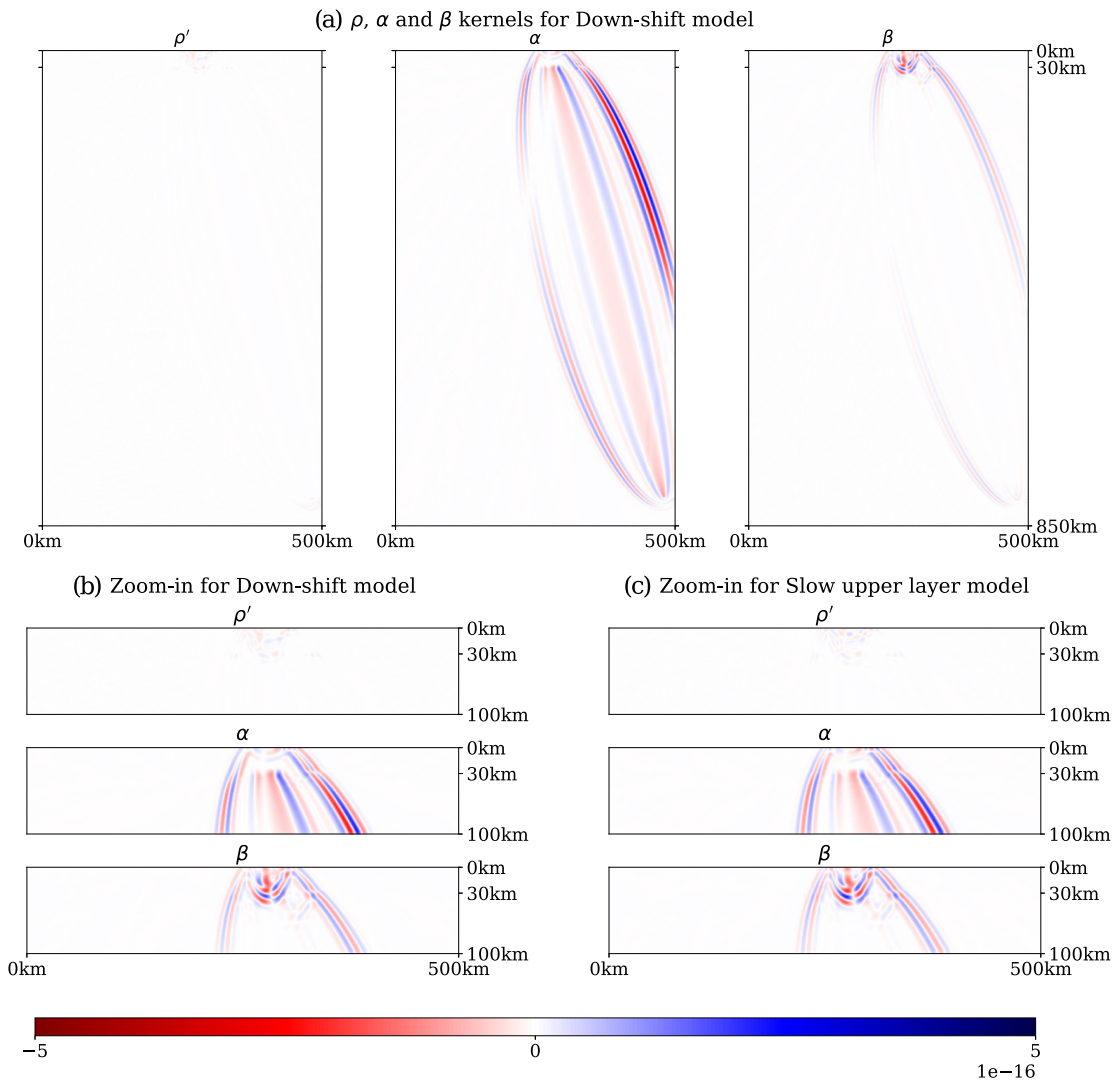 (a) ρ, α and β kernels for Down-shift model
ρ′ α β
0km
30km
850km
0km 500km 0km 500km 0km 500km
(b) Zoom-in for Down-shift model
ρ′
0km
30km
100km
α
0km
30km
100km
β
0km
30km
100km
0km 500km
(c) Zoom-in for Slow upper layer model
ρ′
0km
30km
100km
α
0km
30km
100km
β
0km
30km
100km
0km 500km
−5 0 5
1e−16